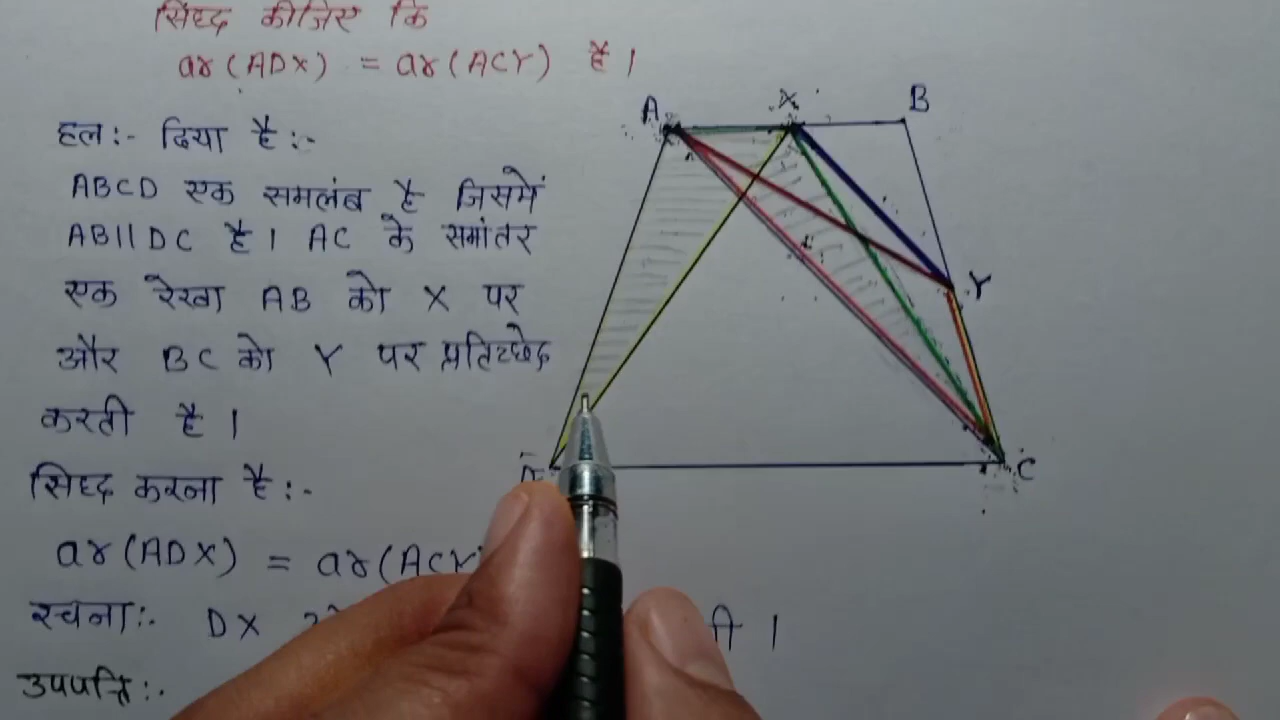 सिध्द कीजिए कि
ar(ADX) = ar(ACY) है।
हल:- दिया है:-
ABCD एक समलंब है जिसमें
AB||DC है। AC के समांतर
एक रेखा AB को X पर
और BC को Y पर प्रतिच्छेद
करती है।
सिध्द करना है:-
ar(ADX) = ar(ACY
रचना:- DX
उपपत्ति:-
A
X
B
Y
C